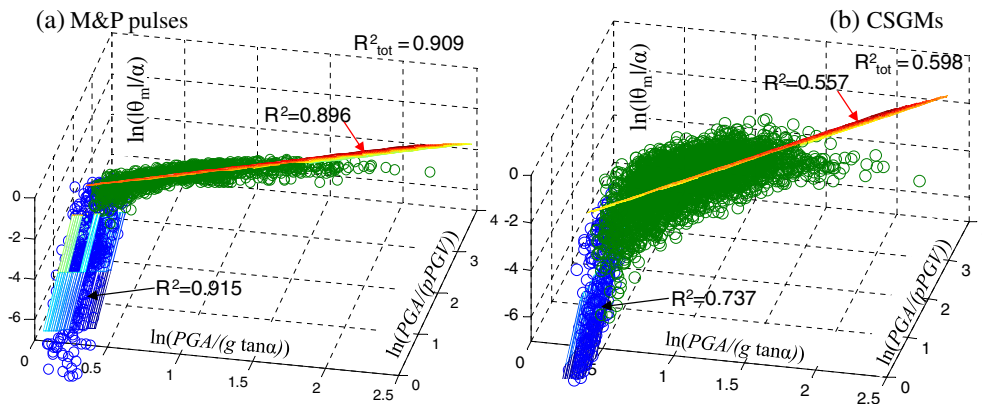 (a) M&P pulses
R²tot = 0.909
ln(|θm|/α)
R²=0.896
R²=0.915
0
-2
-4
-6
0
0.5
1
1.5
2
2.5
ln(PGA/(g tanα))
0
1
2
3
4
ln(PGA/(pPGV))
(b) CSGMs
R²tot = 0.598
ln(|θm|/α)
R²=0.557
R²=0.737
0
-2
-4
-6
0
5
1
1.5
2
2.5
ln(PGA/(g tanα))
0
1
2
3
ln(PGA/(pPGV))